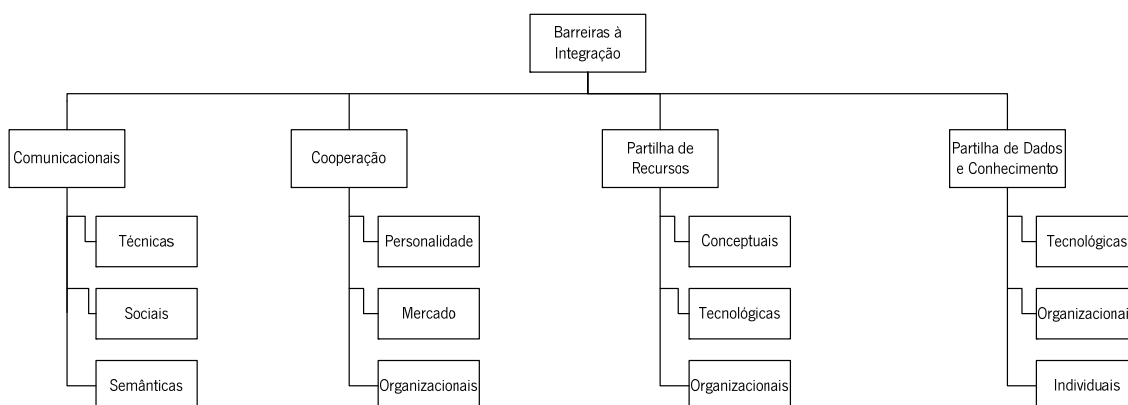 Barreiras à
Integração
Comunicacionais
Cooperação
Partilha de
Recursos
Partilha de Dados
e Conhecimento
Técnicas
Personalidade
Conceptuais
Tecnológicas
Sociais
Mercado
Tecnológicas
Organizacionai
Semânticas
Organizacionais
Organizacionais
Individuais